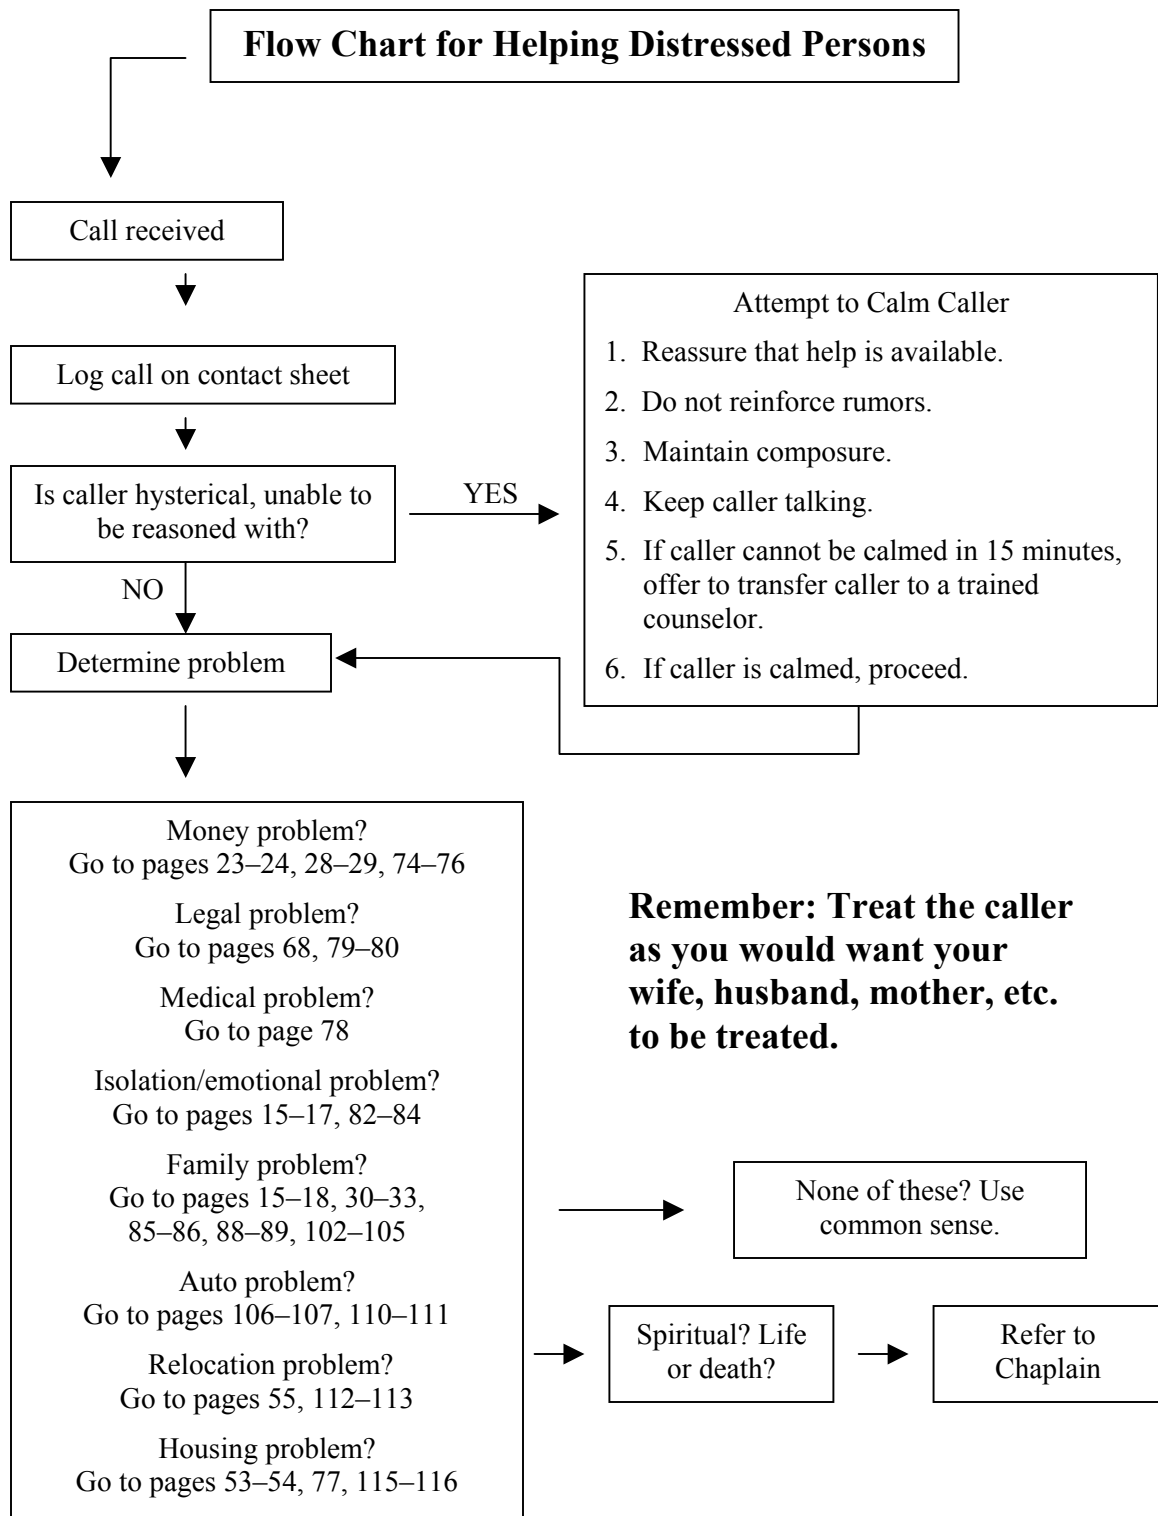 Flow Chart for Helping Distressed Persons
Call received
Log call on contact sheet
Is caller hysterical, unable to
be reasoned with?
YES
NO
Attempt to Calm Caller
1. Reassure that help is available.
2. Do not reinforce rumors.
3. Maintain composure.
4. Keep caller talking.
5. If caller cannot be calmed in 15 minutes,
offer to transfer caller to a trained
counselor.
6. If caller is calmed, proceed.
Determine problem
Money problem?
Go to pages 23–24, 28–29, 74–76
Legal problem?
Go to pages 68, 79–80
Medical problem?
Go to page 78
Isolation/emotional problem?
Go to pages 15–17, 82–84
Family problem?
Go to pages 15–18, 30–33,
85–86, 88–89, 102–105
Auto problem?
Go to pages 106–107, 110–111
Relocation problem?
Go to pages 55, 112–113
Housing problem?
Go to pages 53–54, 77, 115–116
Remember: Treat the caller
as you would want your
wife, husband, mother, etc.
to be treated.
None of these? Use
common sense.
Spiritual? Life
or death?
Refer to
Chaplain